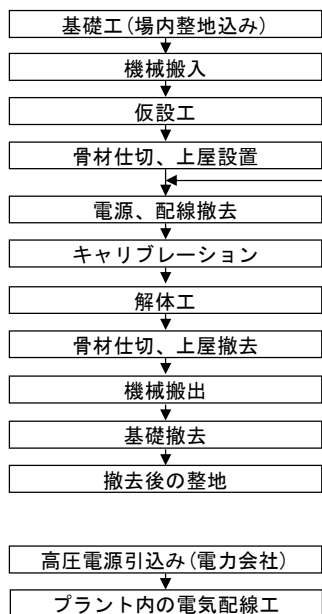 基礎工(場内整地込み)
機械搬入
仮設工
骨材仕切、上屋設置
電源、配線撤去
キャリブレーション
解体工
骨材仕切、上屋撤去
機械搬出
基礎撤去
撤去後の整地
高圧電源引込み(電力会社)
プラント内の電気配線工